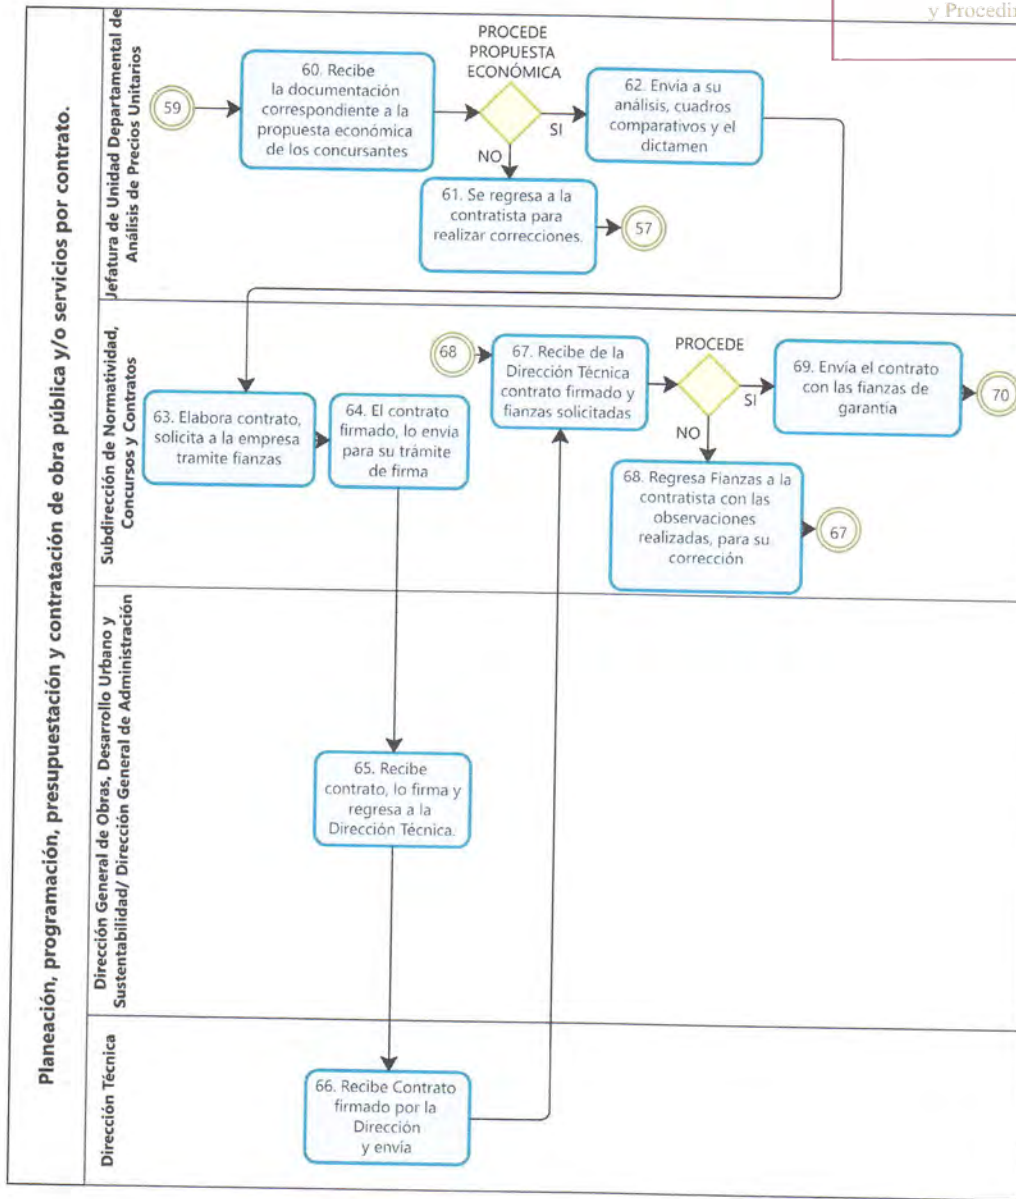 y Procedi
Planeación, programación, presupuestación y contratación de obra pública y/o servicios por contrato.
Jefatura de Unidad Departamental de
Análisis de Precios Unitarios
59
60. Recibe
la documentación
correspondiente a la
propuesta económica
de los concursantes
PROCEDE
PROPUESTA
ECONÓMICA
SI
NO
62. Envia a su
análisis, cuadros
comparativos y el
dictamen
61. Se regresa a la
contratista para
realizar correcciones.
57
Subdirección de Normatividad,
Concursos y Contratos
63. Elabora contrato,
solicita a la empresa
tramite fianzas
64. El contrato
firmado, lo envía
para su trámite
de firma
68
67. Recibe de la
Dirección Técnica
contrato firmado y
fianzas solicitadas
PROCEDE
SI
NO
69. Envía el contrato
con las fianzas de
garantia
70
68. Regresa Fianzas a la
contratista con las
observaciones
realizadas, para su
corrección
67
Dirección General de Obras, Desarrollo Urbano y
Sustentabilidad/ Dirección General de Administración
65. Recibe
contrato, lo firma y
regresa a la
Dirección Técnica.
Dirección Técnica
66. Recibe Contrato
firmado por la
Dirección
y envía